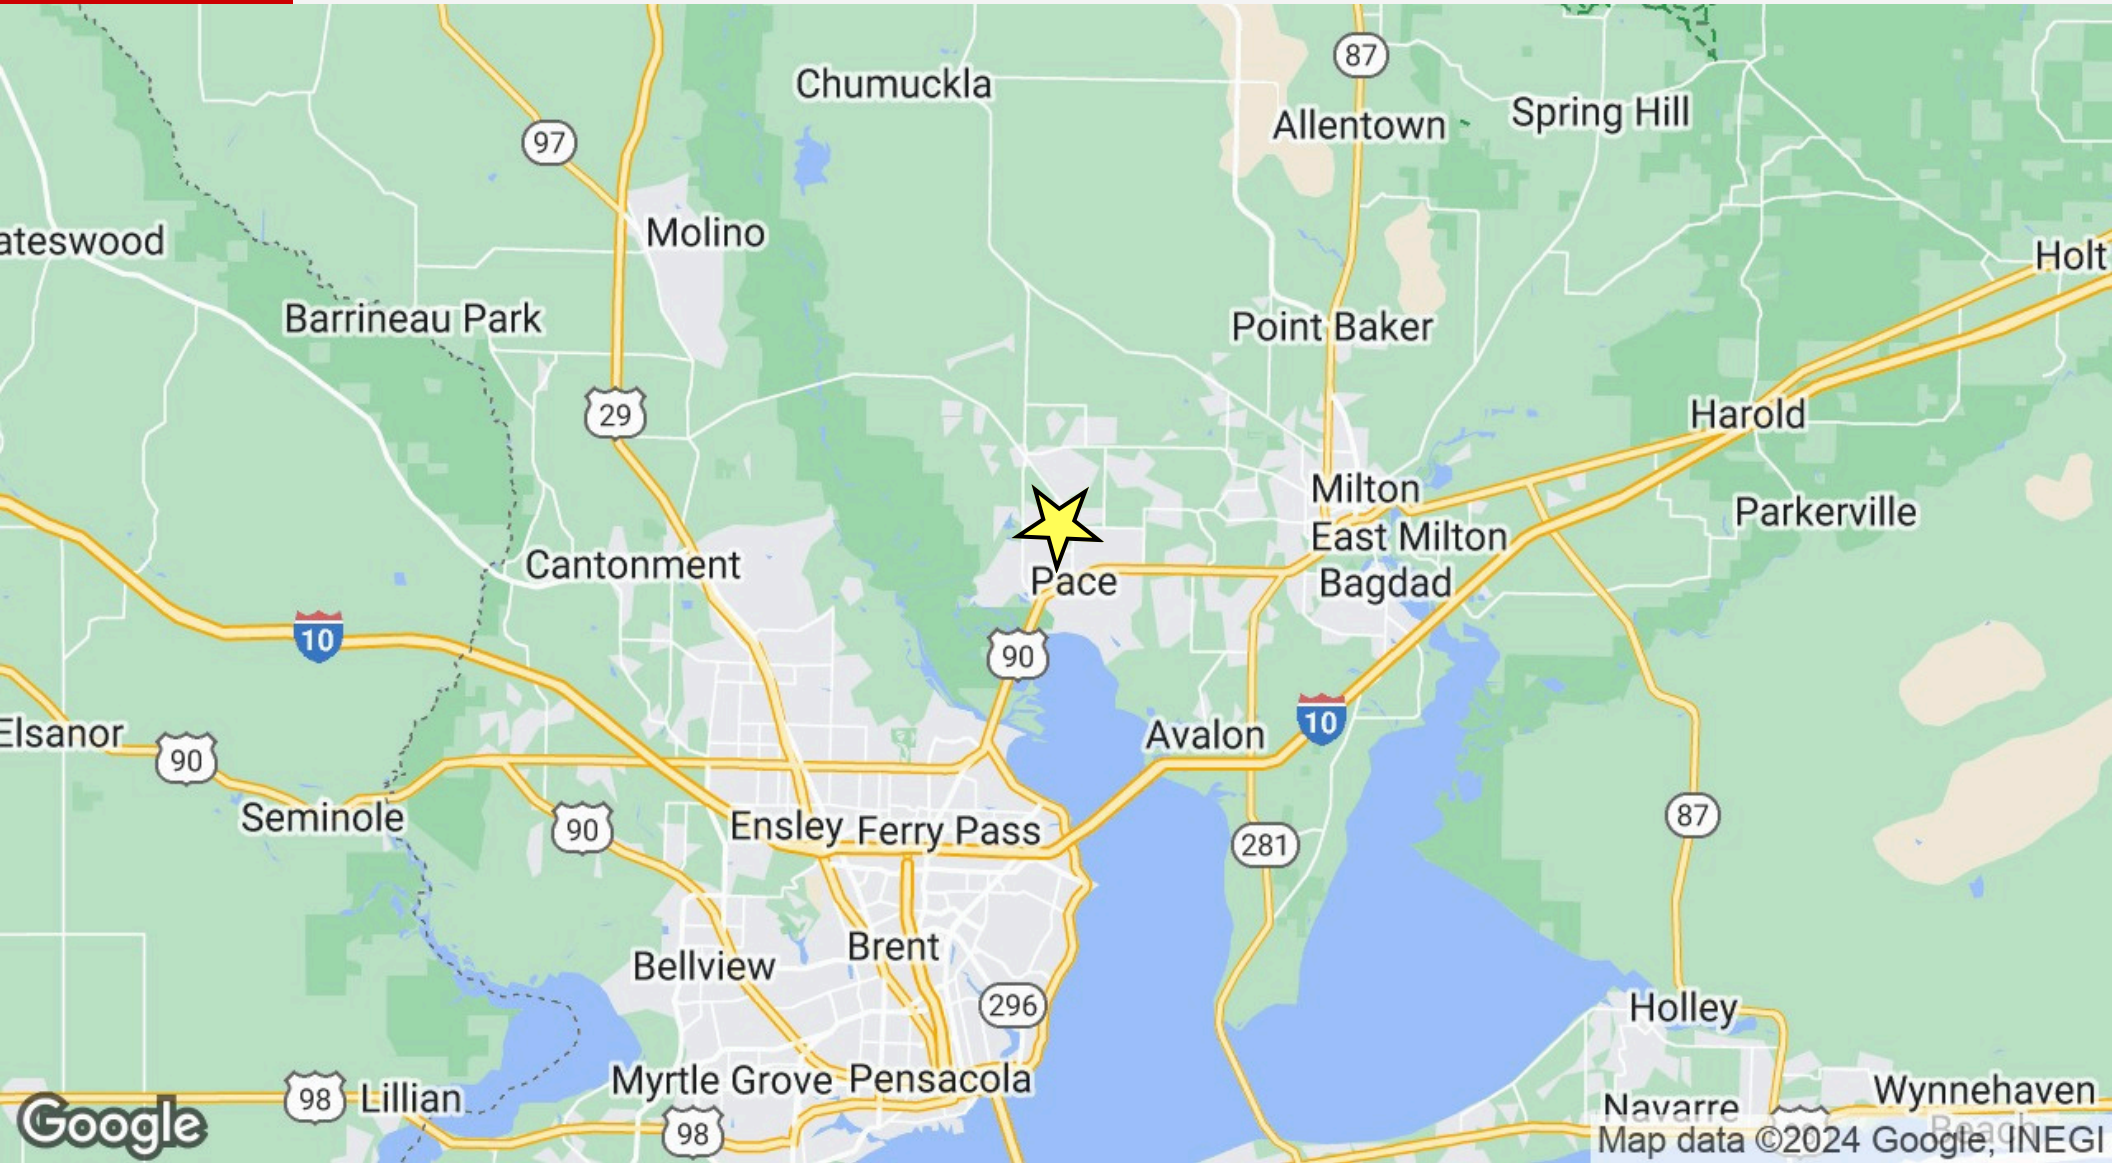 87
Chumuckla
Allentown
Spring Hill
97
Molino
ateswood
Holt
Barrineau Park
Point Baker
29
Harold
Milton
Parkerville
East Milton
Cantonment
Pace
Bagdad
10
90
Elsanor
90
10
Avalon
Seminole
90
Ensley
Ferry Pass
281
87
Brent
Bellview
296
Holley
Myrtle Grove
Pensacola
98
Lillian
Wynnehaven
Beach
Navarre
98
Google
Map data ©2024 Google, INEGI